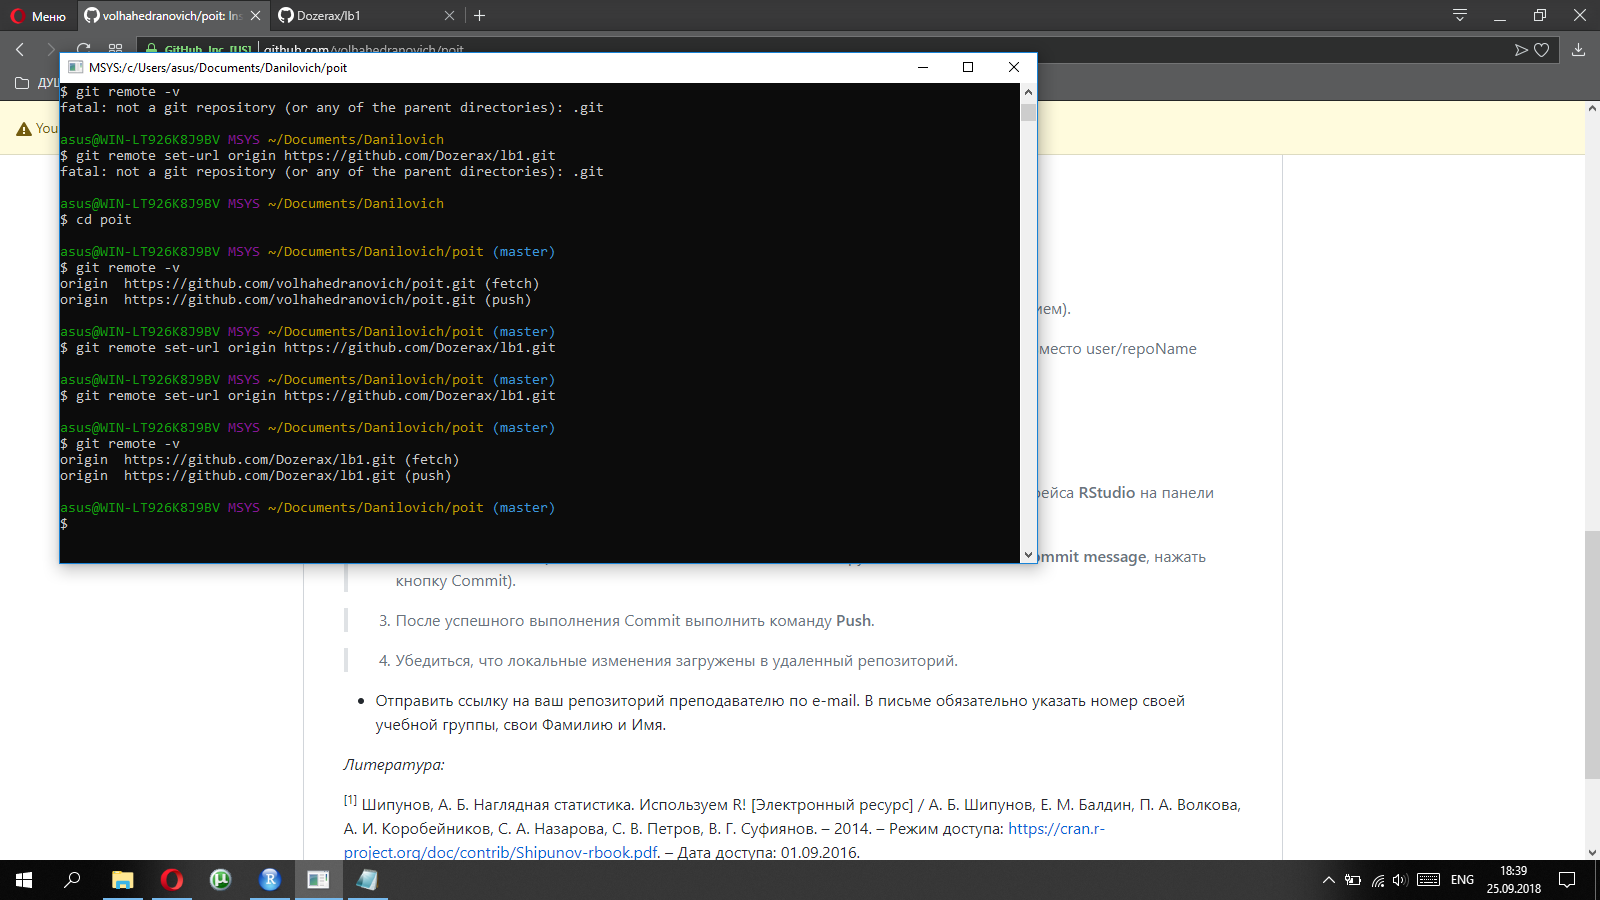 Меню
volhahedranovich/poit: Ins
Dozerax/lb1
GitHub, Inc. [US]
github.com/volhahedranovich/poit
MSYS:/c/Users/asus/Documents/Danilovich/poit
You
$ git remote -v
fatal: not a git repository (or any of the parent directories): .git
asus@WIN-LT926K8J9BV MSYS ~/Documents/Danilovich
$ git remote set-url origin https://github.com/Dozerax/lb1.git
fatal: not a git repository (or any of the parent directories): .git
asus@WIN-LT926K8J9BV MSYS ~/Documents/Danilovich
$ cd poit
asus@WIN-LT926K8J9BV MSYS ~/Documents/Danilovich/poit (master)
$ git remote -v
origin  https://github.com/volhahedranovich/poit.git (fetch)
origin  https://github.com/volhahedranovich/poit.git (push)
asus@WIN-LT926K8J9BV MSYS ~/Documents/Danilovich/poit (master)
$ git remote set-url origin https://github.com/Dozerax/lb1.git
asus@WIN-LT926K8J9BV MSYS ~/Documents/Danilovich/poit (master)
$ git remote set-url origin https://github.com/Dozerax/lb1.git
asus@WIN-LT926K8J9BV MSYS ~/Documents/Danilovich/poit (master)
$ git remote -v
origin  https://github.com/Dozerax/lb1.git (fetch)
origin  https://github.com/Dozerax/lb1.git (push)
asus@WIN-LT926K8J9BV MSYS ~/Documents/Danilovich/poit (master)
$
ием).
место user/repoName
рейса RStudio на панели
ommit message, нажать
кнопку Commit).
3. После успешного выполнения Commit выполнить команду Push.
4. Убедиться, что локальные изменения загружены в удаленный репозиторий.
• Отправить ссылку на ваш репозиторий преподавателю по e-mail. В письме обязательно указать номер своей
учебной группы, свои Фамилию и Имя.
Литература:
[1] Шипунов, А. Б. Наглядная статистика. Используем R! [Электронный ресурс] / А. Б. Шипунов, Е. М. Балдин, П. А. Волкова,
А. И. Коробейников, С. А. Назарова, С. В. Петров, В. Г. Суфиянов. – 2014. – Режим доступа: https://cran.r-
project.org/doc/contrib/Shipunov-rbook.pdf. – Дата доступа: 01.09.2016.
ENG
18:39
25.09.2018